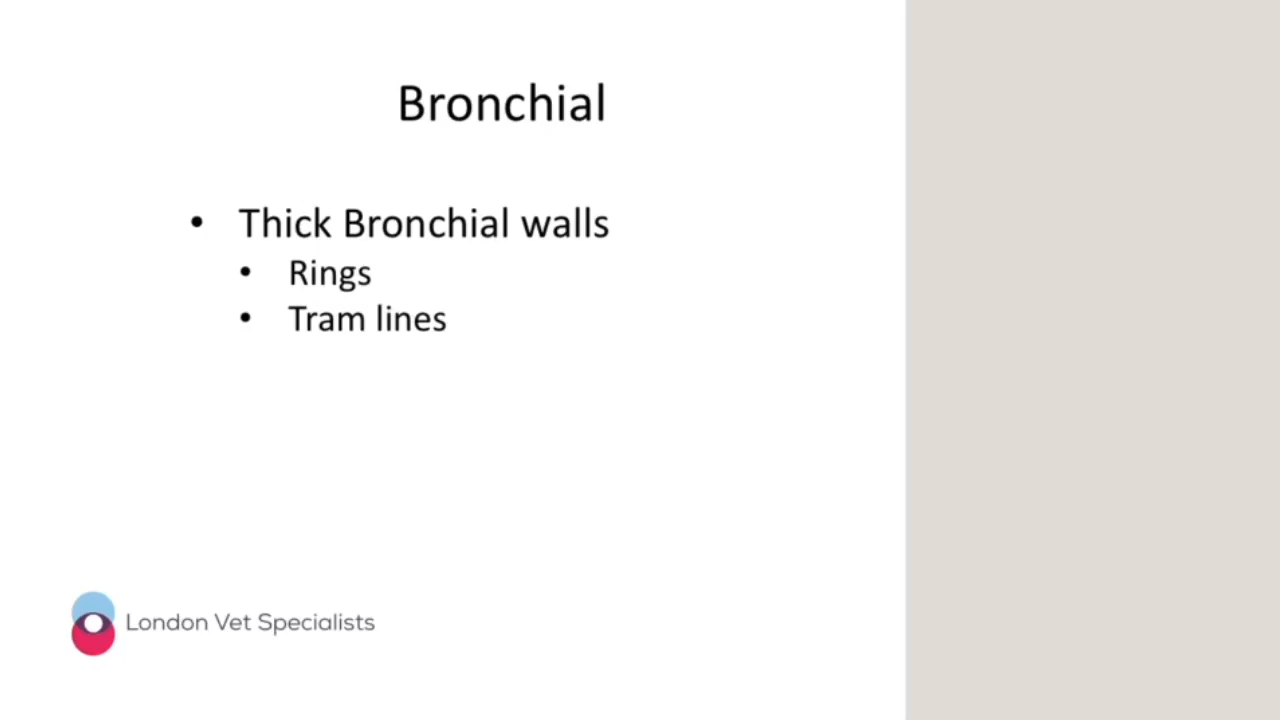 Bronchial
• Thick Bronchial walls
• Rings
• Tram lines
London Vet Specialists